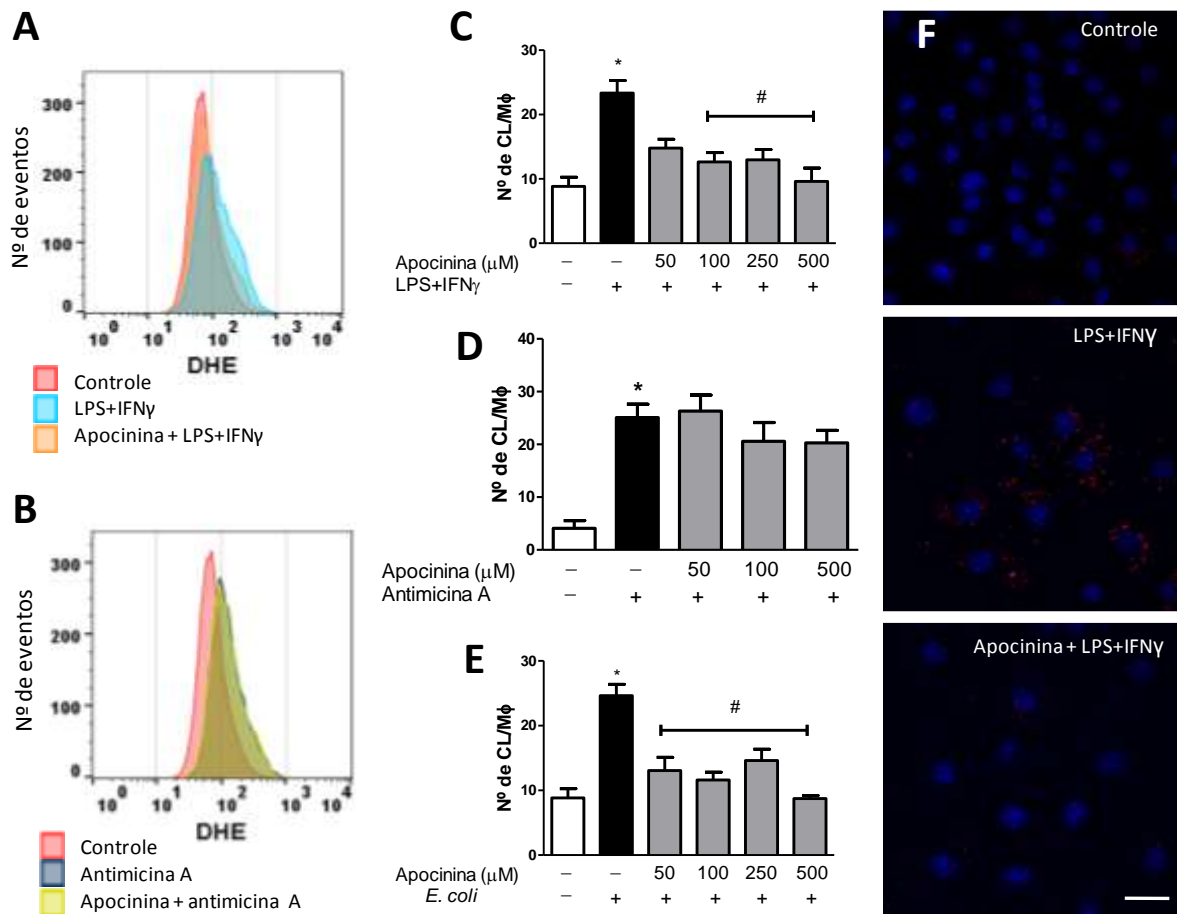 A
Nº de eventos
300
200
100
0
10⁰ 10¹ 10² 10³ 10⁴
DHE
Controle
LPS+IFNγ
Apocinina + LPS+IFNγ
B
Nº de eventos
300
200
100
0
10⁰ 10¹ 10² 10³ 10⁴
DHE
Controle
Antimicina A
Apocinina + antimicina A
C
Nº de CL/Mϕ
30
20
10
0
*
#
Apocinina (μM) – – 50 100 250 500
LPS+IFNγ – + + + + +
D
Nº de CL/Mϕ
40
30
20
10
0
*
Apocinina (μM) – – 50 100 500
Antimicina A – + + + +
E
Nº de CL/Mϕ
30
20
10
0
*
#
Apocinina (μM) – – 50 100 250 500
E. coli – + + + + +
F
Controle
LPS+IFNγ
Apocinina + LPS+IFNγ